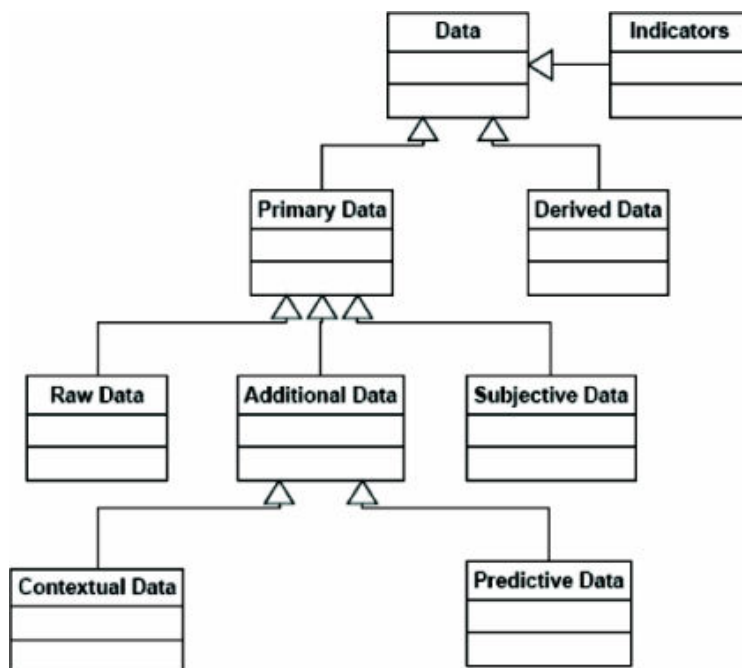 Data
Indicators
Primary Data
Derived Data
Raw Data
Additional Data
Subjective Data
Contextual Data
Predictive Data